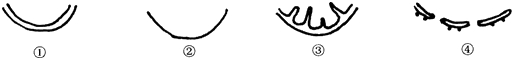 ① ② ③ ④